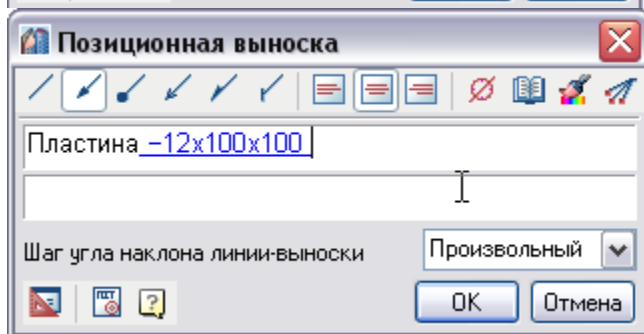 Позиционная выноска
Пластина −12x100x100
Шаг угла наклона линии-выноски
Произвольный
OK
Отмена